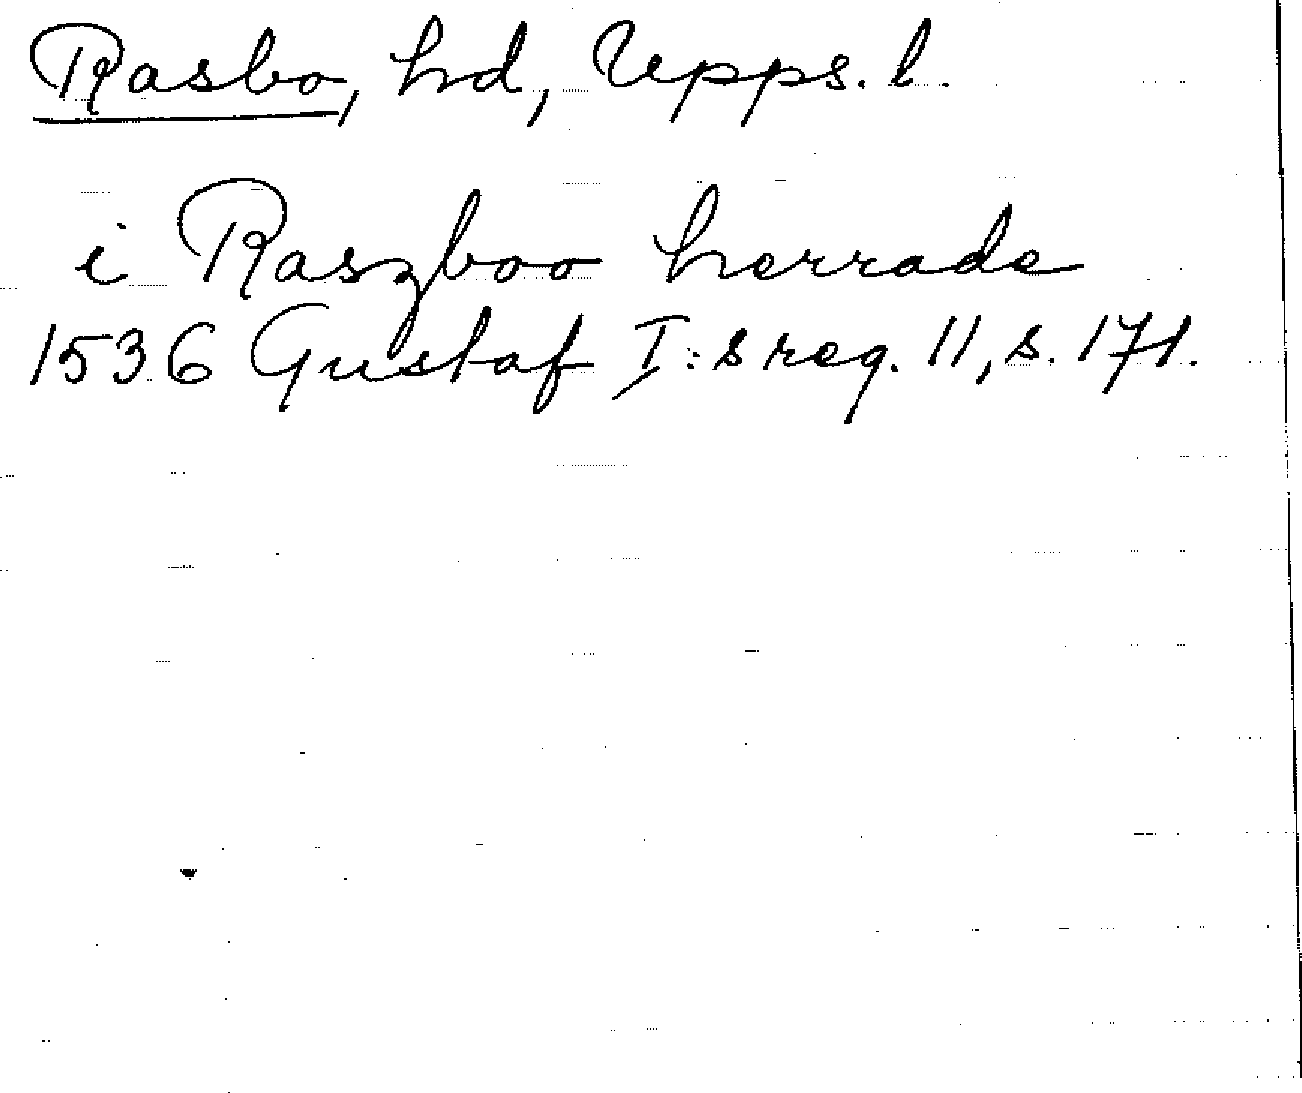 Rasbo, hd, Upps. l.
i Raszboo herrade
1536 Gustaf I:s reg. 11, s. 171.